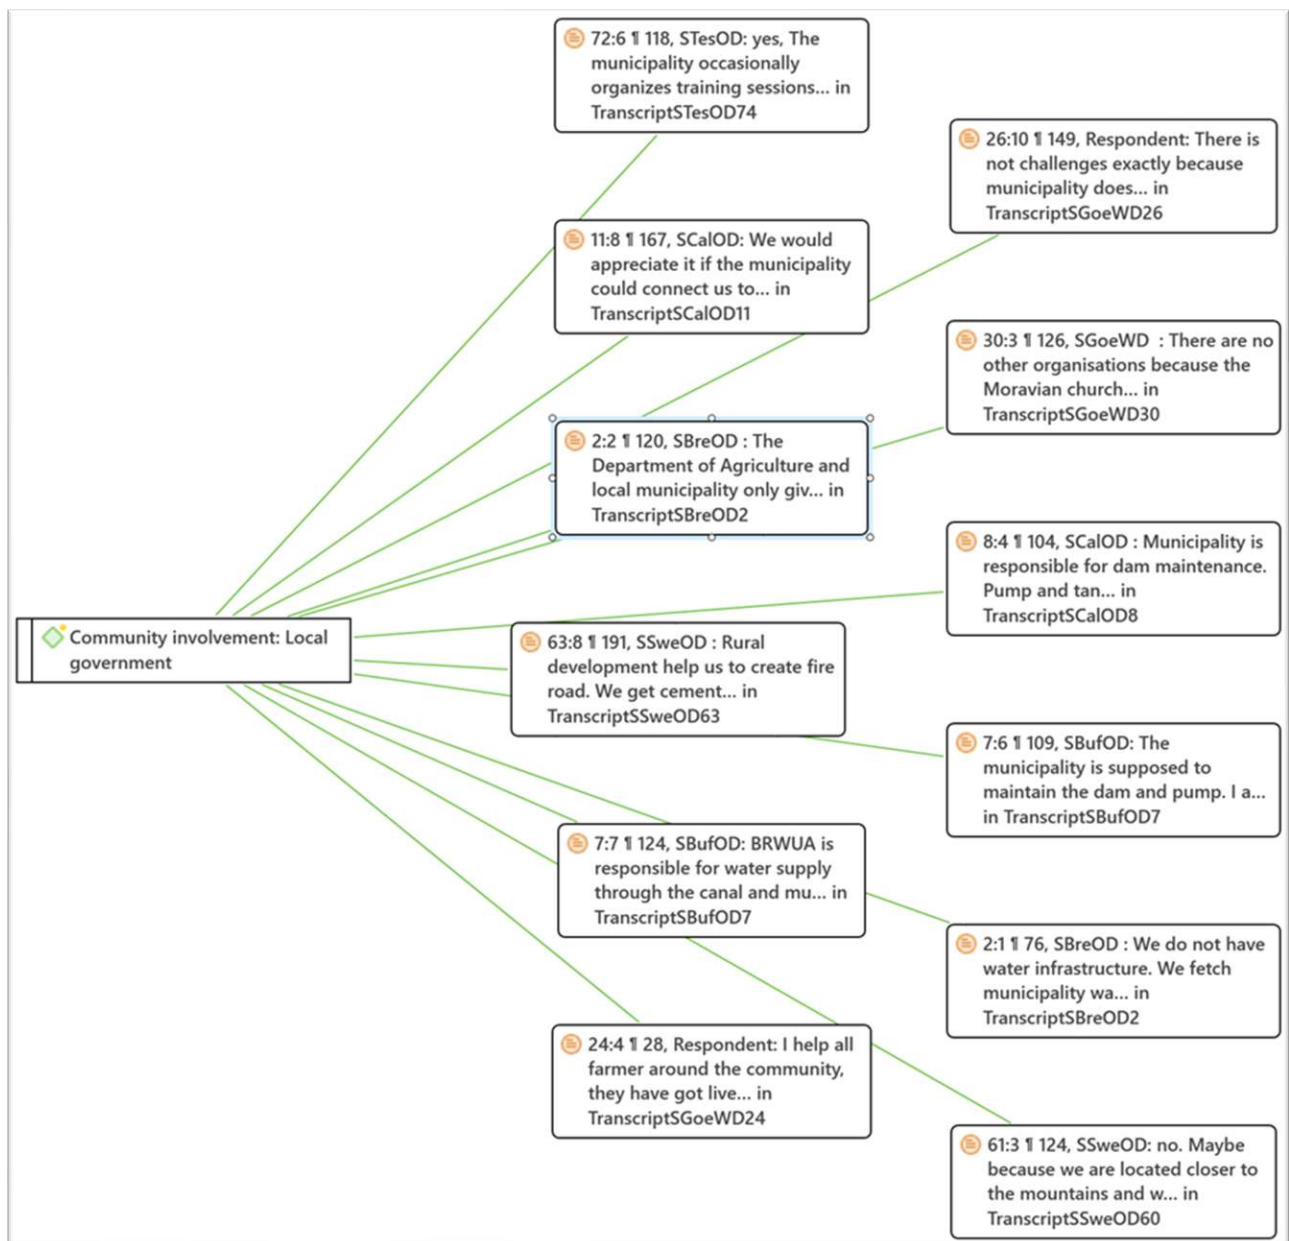 72:6 ¶ 118, STesOD: yes, The
municipality occasionally
organizes training sessions... in
TranscriptSTesOD74
26:10 ¶ 149, Respondent: There is
not challenges exactly because
municipality does... in
TranscriptSGoeWD26
11:8 ¶ 167, SCalOD: We would
appreciate it if the municipality
could connect us to... in
TranscriptSCalOD11
30:3 ¶ 126, SGoeWD : There are no
other organisations because the
Moravian church... in
TranscriptSGoeWD30
2:2 ¶ 120, SBreOD : The
Department of Agriculture and
local municipality only giv... in
TranscriptSBreOD2
8:4 ¶ 104, SCalOD : Municipality is
responsible for dam maintenance.
Pump and tan... in
TranscriptSCalOD8
Community involvement: Local
government
63:8 ¶ 191, SSweOD : Rural
development help us to create fire
road. We get cement... in
TranscriptSSweOD63
7:6 ¶ 109, SBufOD: The
municipality is supposed to
maintain the dam and pump. I a...
in TranscriptSBufOD7
7:7 ¶ 124, SBufOD: BRWUA is
responsible for water supply
through the canal and mu... in
TranscriptSBufOD7
2:1 ¶ 76, SBreOD : We do not have
water infrastructure. We fetch
municipality wa... in
TranscriptSBreOD2
24:4 ¶ 28, Respondent: I help all
farmer around the community,
they have got live... in
TranscriptSGoeWD24
61:3 ¶ 124, SSweOD: no. Maybe
because we are located closer to
the mountains and w... in
TranscriptSSweOD60